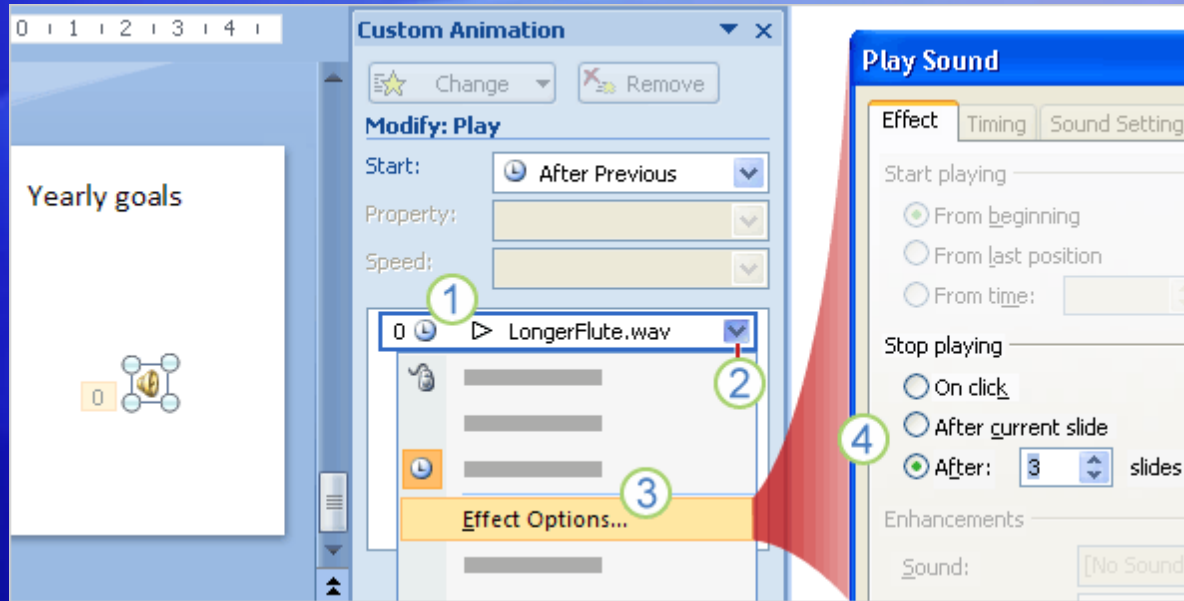 0 1 2 3 4
Yearly goals
0
Custom Animation
Change
Remove
Modify: Play
Start:
After Previous
Property:
Speed:
1
0 LongerFlute.wav
2
3
Effect Options...
Play Sound
Effect Timing Sound Setting
Start playing
From beginning
From last position
From time:
Stop playing
On click
After current slide
4
After: 3 slides
Enhancements
Sound: [No Sound